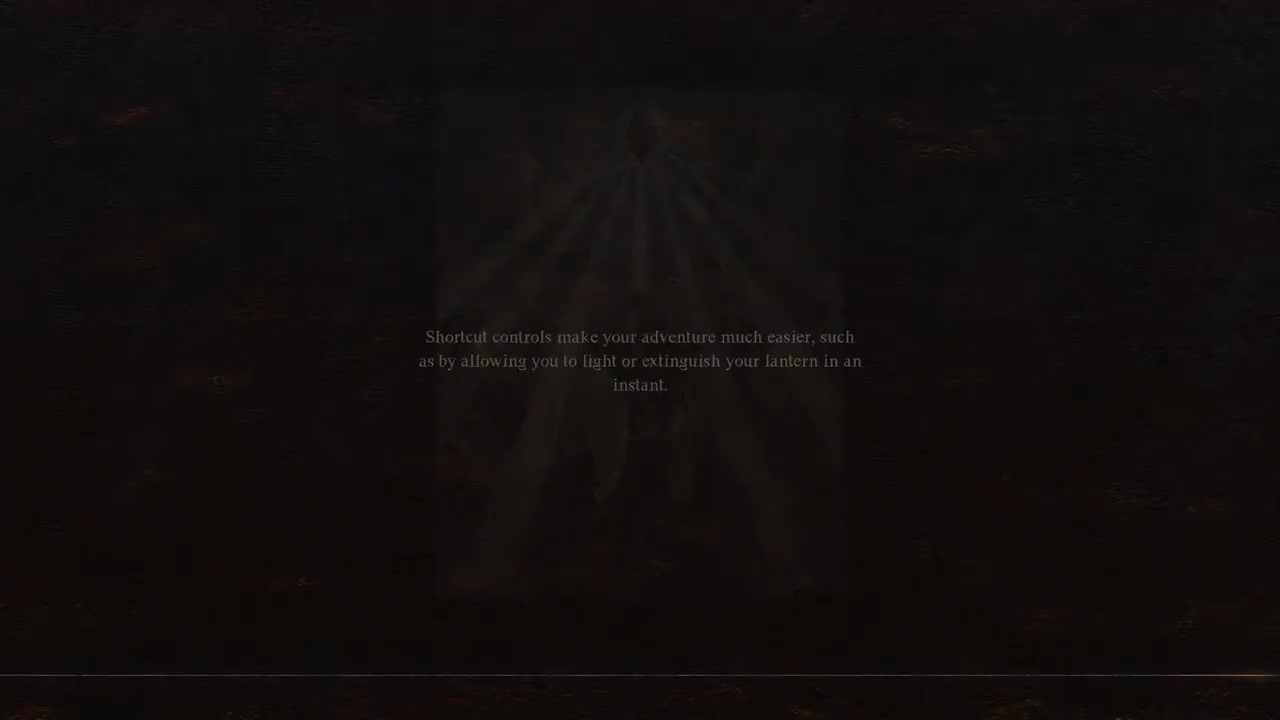 Shortcut controls make your adventure much easier, such
as by allowing you to light or extinguish your lantern in an
instant.